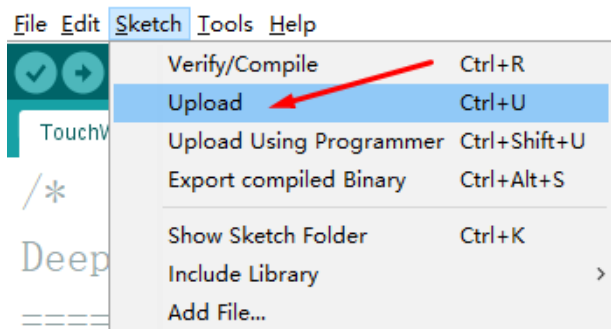 File Edit Sketch Tools Help
Verify/Compile Ctrl+R
Upload Ctrl+U
Upload Using Programmer Ctrl+Shift+U
Export compiled Binary Ctrl+Alt+S
Show Sketch Folder Ctrl+K
Include Library >
Add File...
TouchW
/*
Deep
====